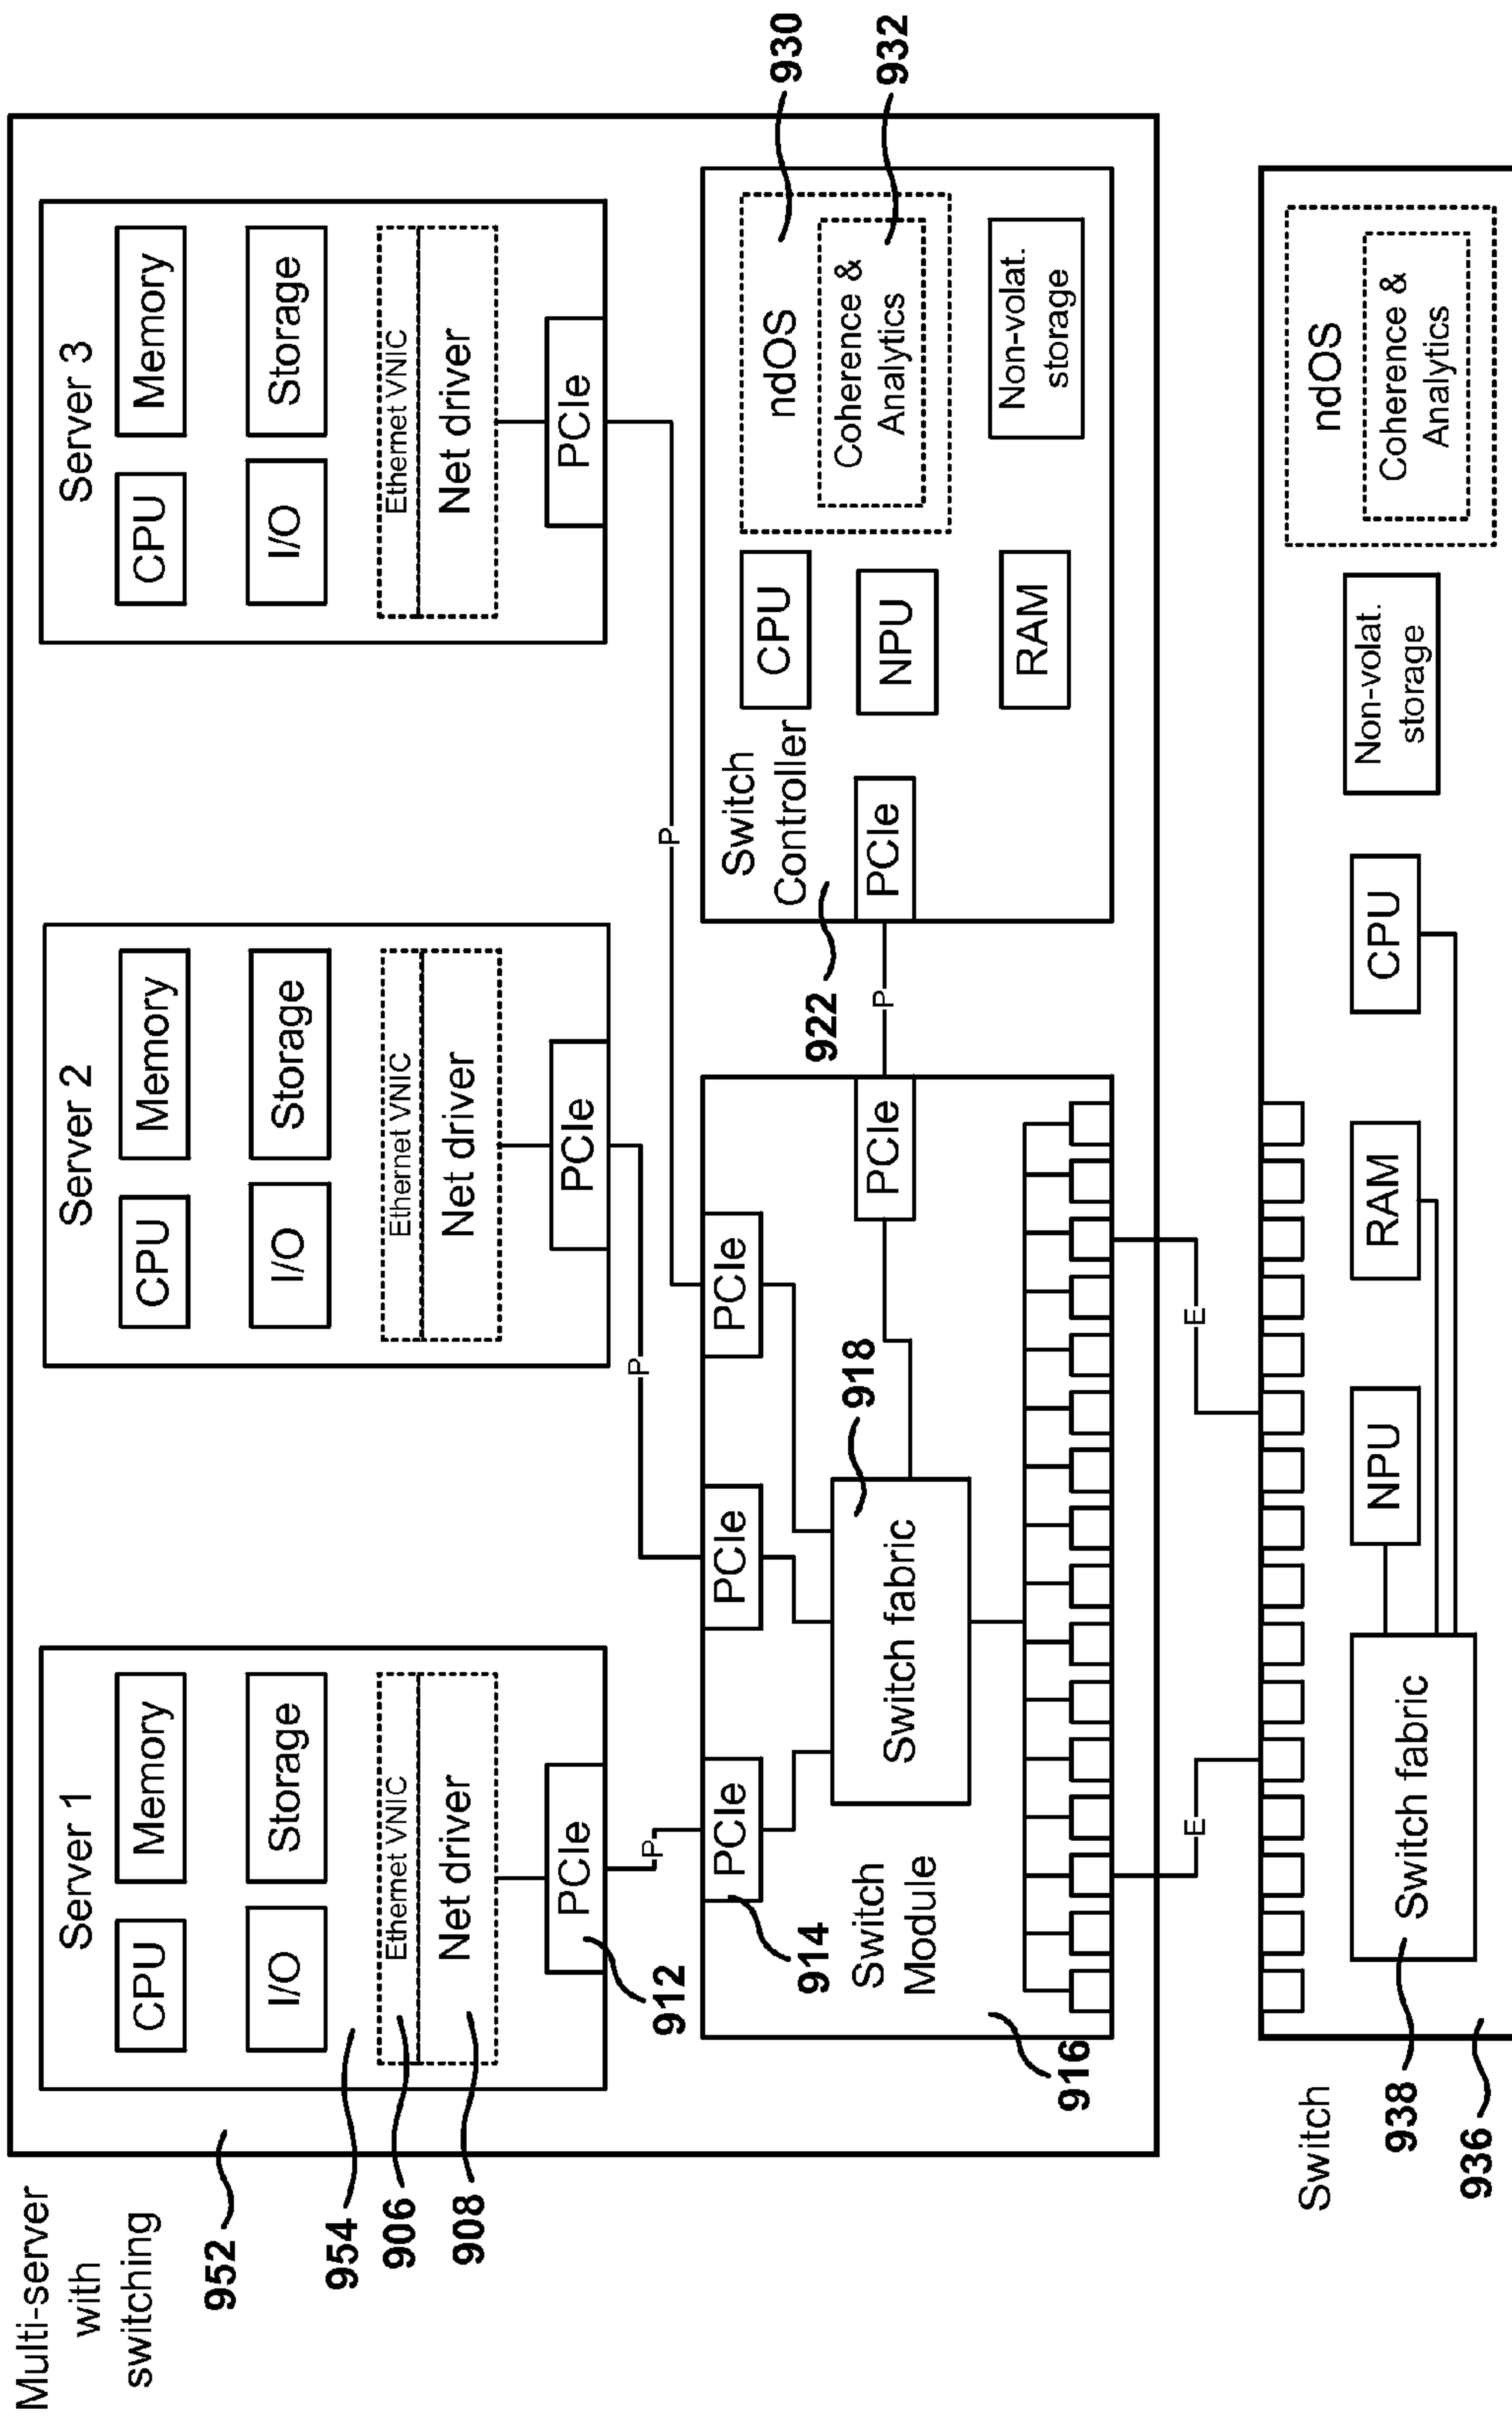 Multi-server
with
switching
952
954
906
908
Server 1
CPU
Memory
I/O
Storage
Ethernet VNIC
Net driver
PCIe
912
P
Server 2
CPU
Memory
I/O
Storage
Ethernet VNIC
Net driver
PCIe
P
Server 3
CPU
Memory
I/O
Storage
Ethernet VNIC
Net driver
PCIe
P
914
PCIe
PCIe
PCIe
Switch
Module
916
Switch fabric
918
PCIe
P
922
Switch
Controller
PCIe
CPU
NPU
RAM
ndOS
Coherence &
Analytics
Non-volat.
storage
930
932
E
E
Switch
938
936
Switch fabric
NPU
RAM
CPU
Non-volat.
storage
ndOS
Coherence &
Analytics